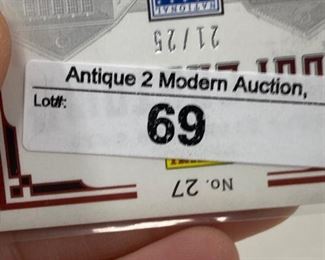 21/25
Antique 2 Modern Auction,
Lot#:
69
No. 27